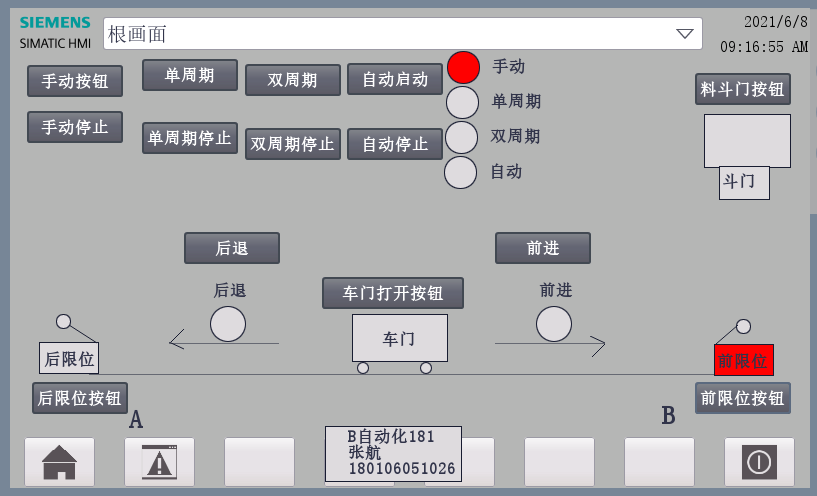 SIEMENS
SIMATIC HMI
根画面
2021/6/8
09:16:55 AM
手动按钮
单周期
双周期
自动启动
手动
料斗门按钮
单周期
手动停止
单周期停止
双周期停止
自动停止
双周期
自动
斗门
后退
前进
后退
车门打开按钮
前进
车门
后限位
前限位
后限位按钮
前限位按钮
A
B
B自动化181
张航
180106051026